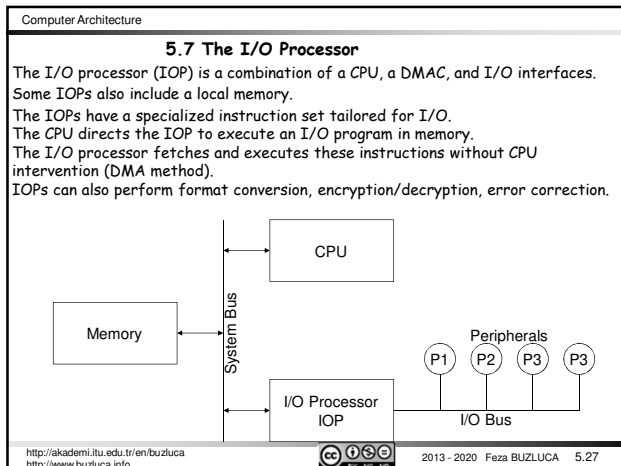 Computer Architecture
5.7 The I/O Processor
The I/O processor (IOP) is a combination of a CPU, a DMAC, and I/O interfaces.
Some IOPs also include a local memory.
The IOPs have a specialized instruction set tailored for I/O.
The CPU directs the IOP to execute an I/O program in memory.
The I/O processor fetches and executes these instructions without CPU
intervention (DMA method).
IOPs can also perform format conversion, encryption/decryption, error correction.
CPU
System Bus
Memory
Peripherals
P1 P2 P3 P3
I/O Processor
IOP
I/O Bus
http://akademi.itu.edu.tr/en/buzluca
http://www.buzluca.info
cc
BY NC ND
2013 - 2020 Feza BUZLUCA 5.27